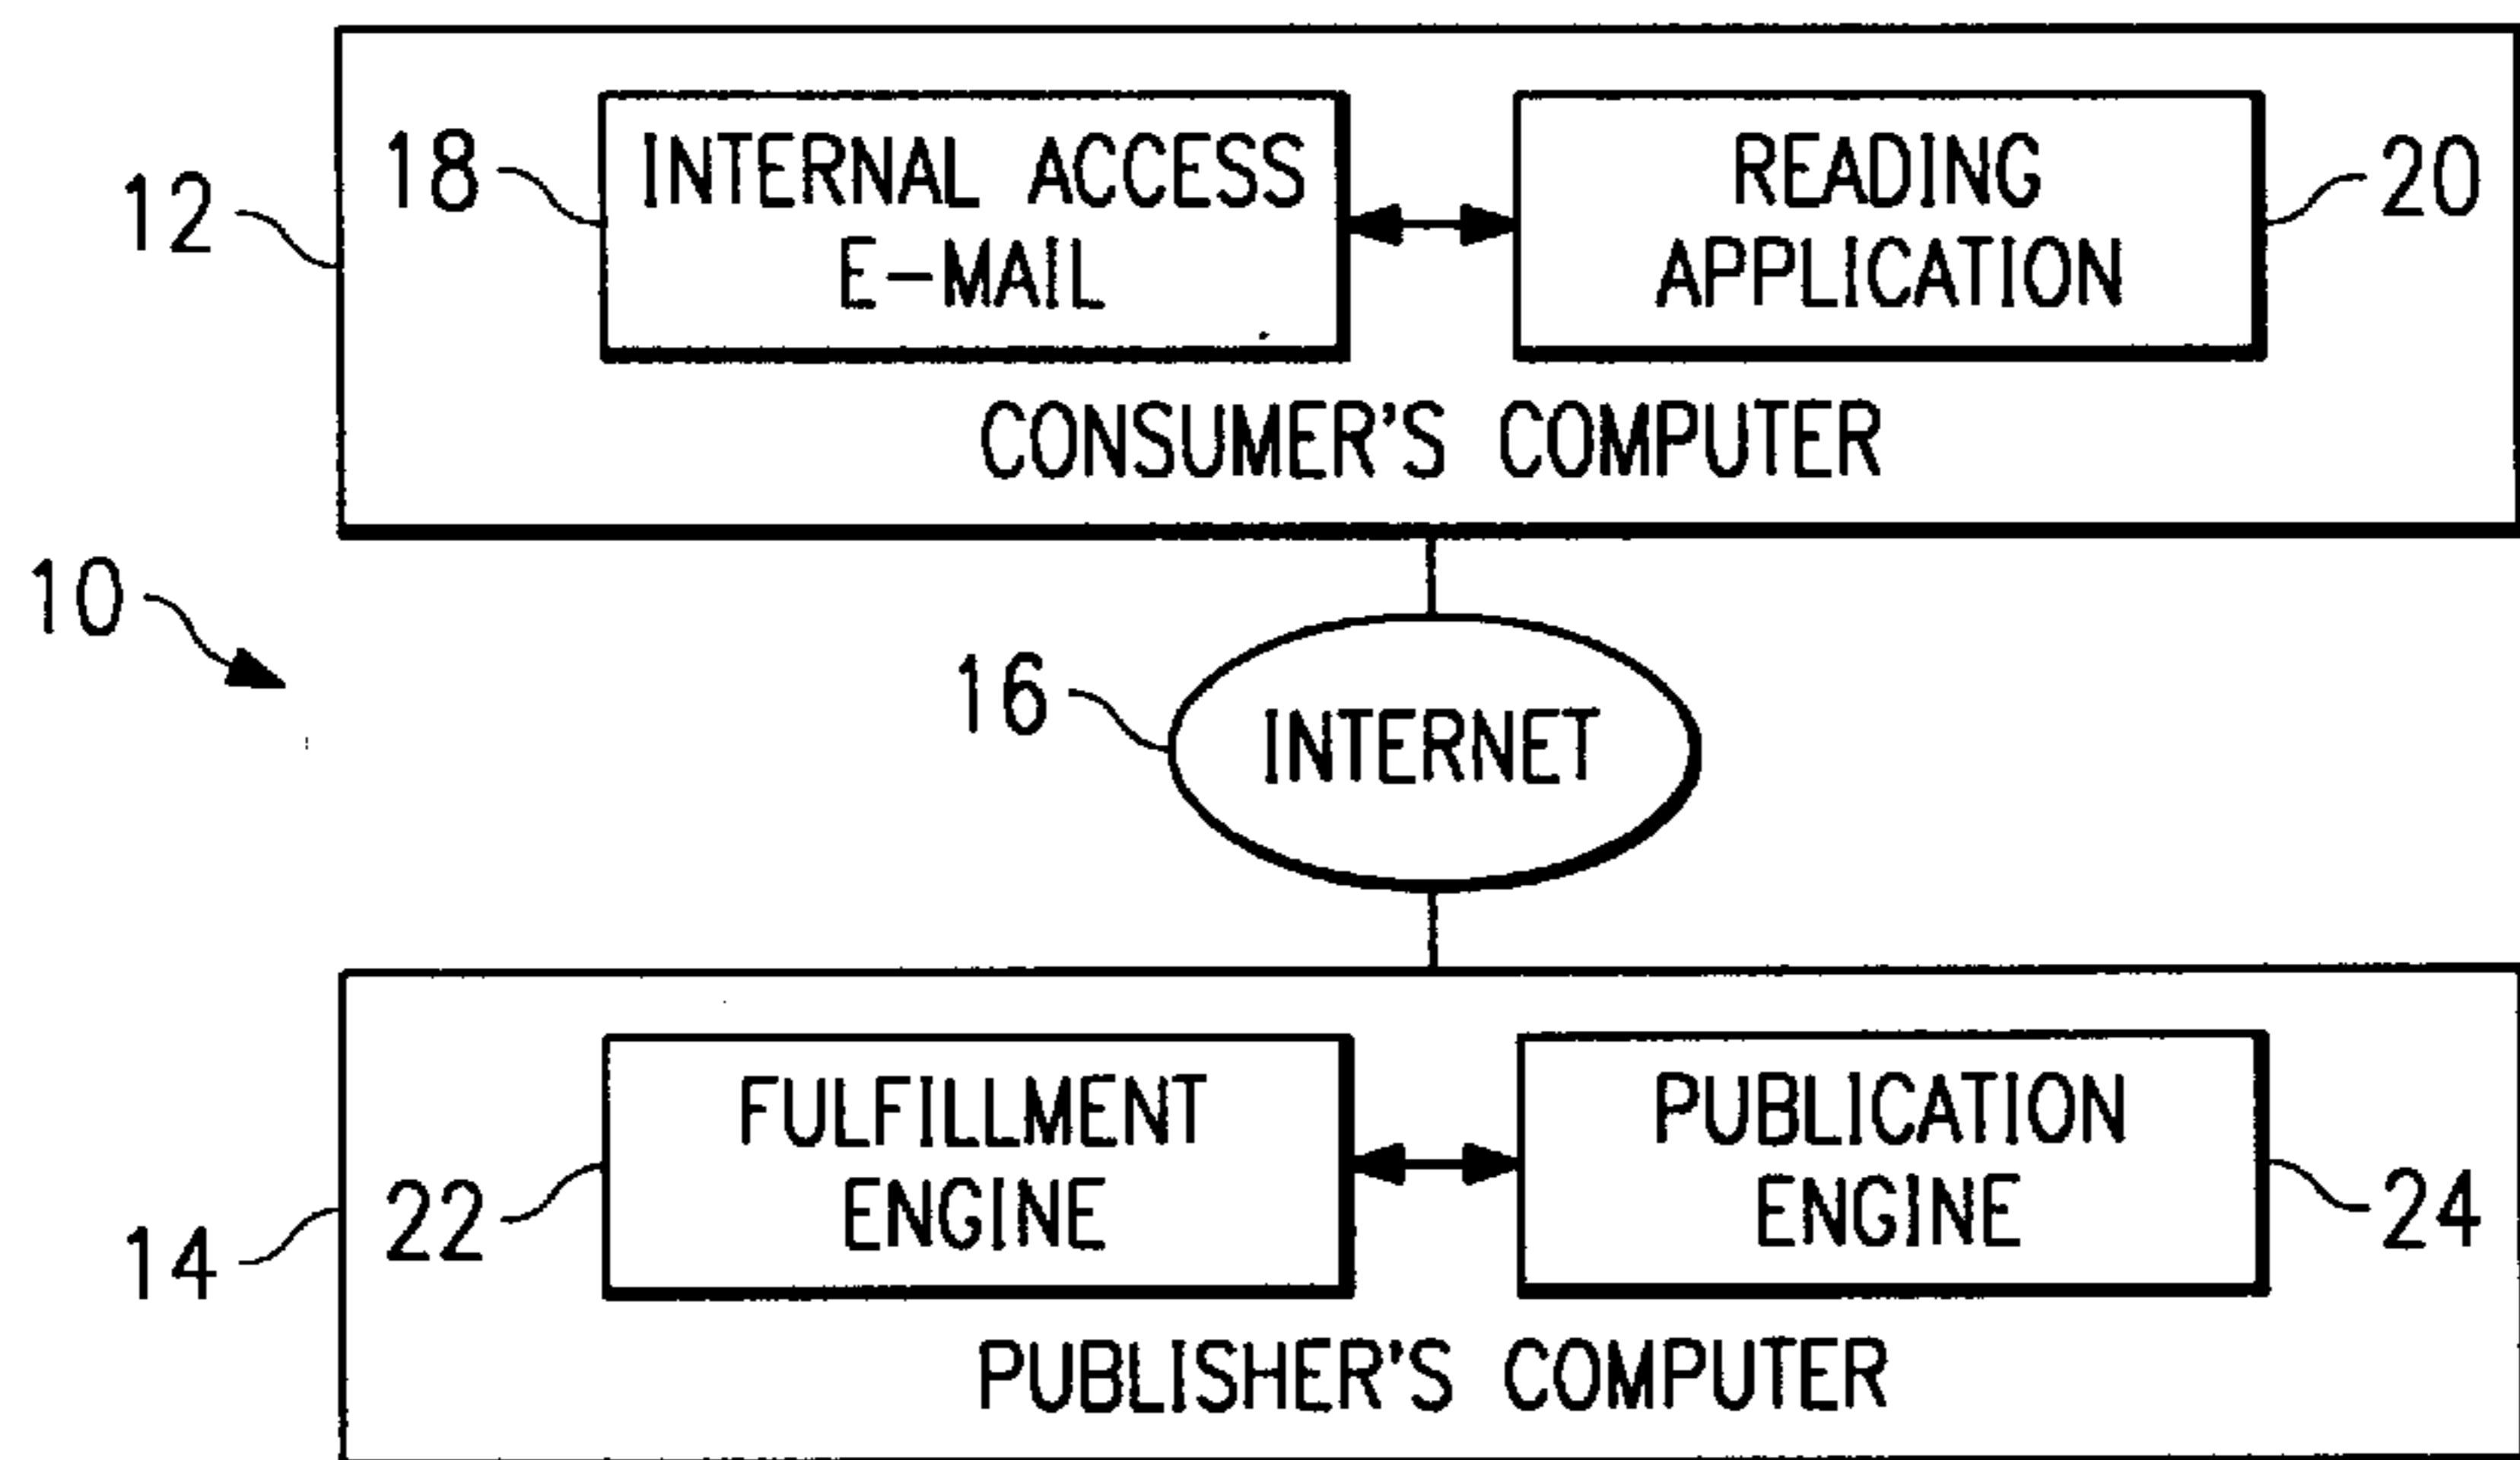 12
18
INTERNAL ACCESS
E-MAIL
READING
APPLICATION
20
CONSUMER'S COMPUTER
10
16
INTERNET
FULFILLMENT
ENGINE
PUBLICATION
ENGINE
14
22
24
PUBLISHER'S COMPUTER